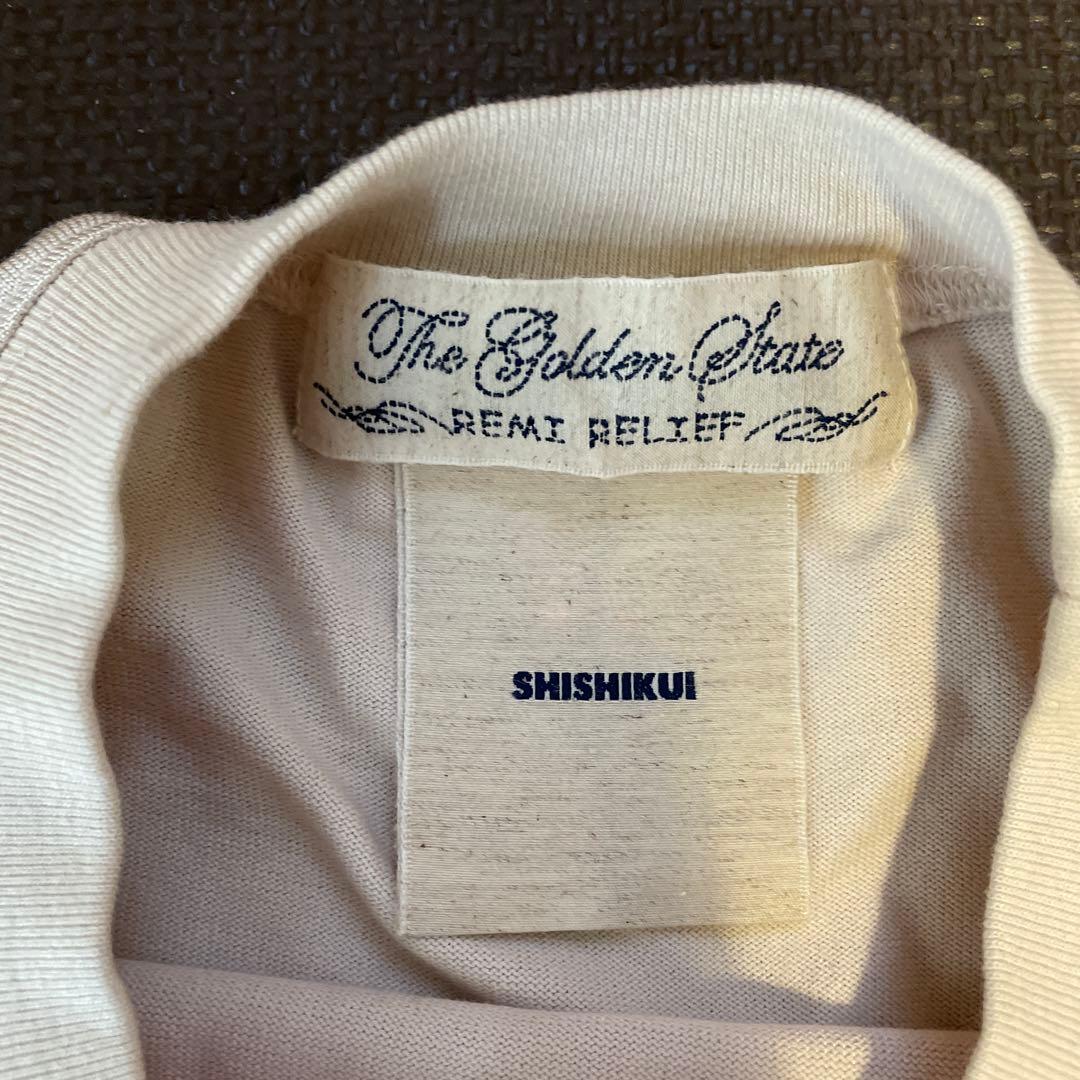 The Golden State
REMI RELIEF
SHISHIKUI